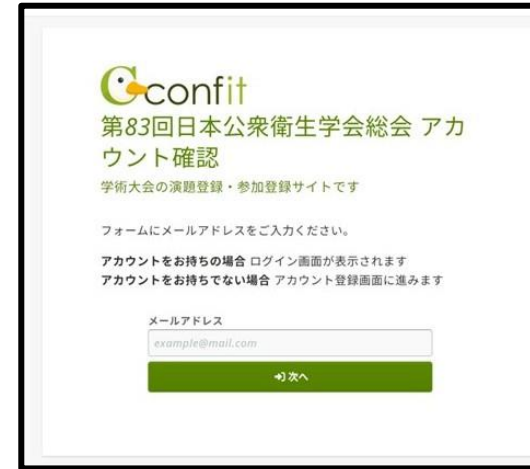 confit
第83回日本公衆衛生学会総会 アカ
ウント確認
学術大会の演題登録・参加登録サイトです
フォームにメールアドレスをご入力ください。
アカウントをお持ちの場合 ログイン画面が表示されます
アカウントをお持ちでない場合 アカウント登録画面に進みます
メールアドレス
example@mail.com
次へ